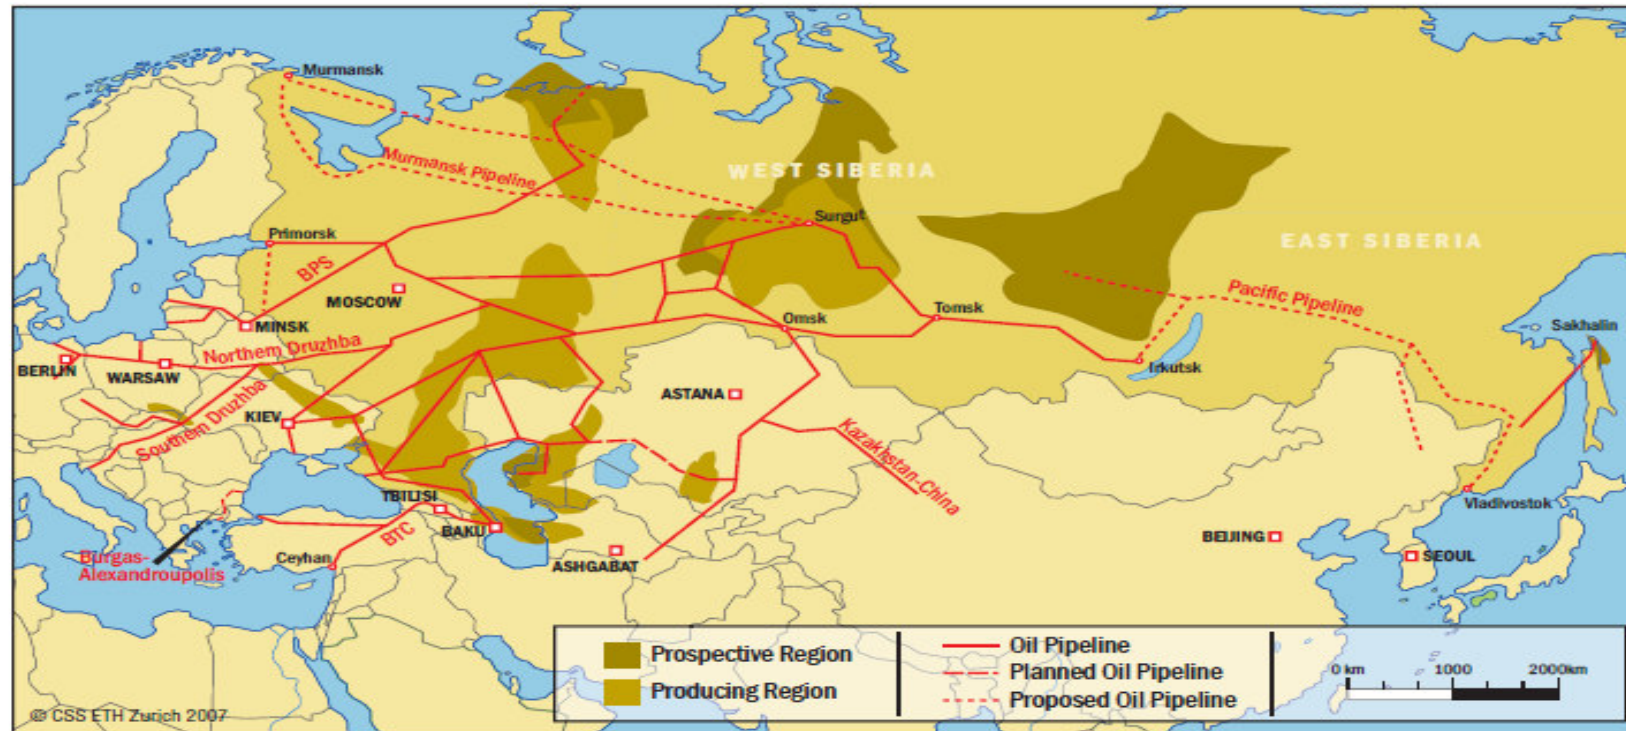 Murmansk
Murmansk Pipeline
WEST SIBERIA
Surgut
EAST SIBERIA
Primorsk
BPS
MOSCOW
Pacific Pipeline
Tomsk
Omsk
Sakhalin
MINSK
Northern Druzhba
BERLIN
WARSAW
Irkutsk
ASTANA
Southern Druzhba
KIEV
Kazakhstan-China
TBILISI
Vladivostok
BAKU
BTC
BEIJING
SEOUL
Burgas-
Alexandroupolis
Ceyhan
ASHGABAT
Prospective Region
Producing Region
Oil Pipeline
Planned Oil Pipeline
Proposed Oil Pipeline
0 km 1000 2000km
© CSS ETH Zurich 2007